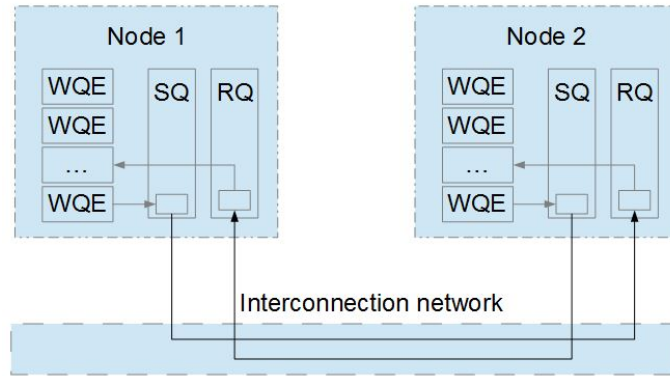 Node 1
WQE
WQE
...
WQE
SQ
RQ
Node 2
WQE
WQE
...
WQE
SQ
RQ
Interconnection network